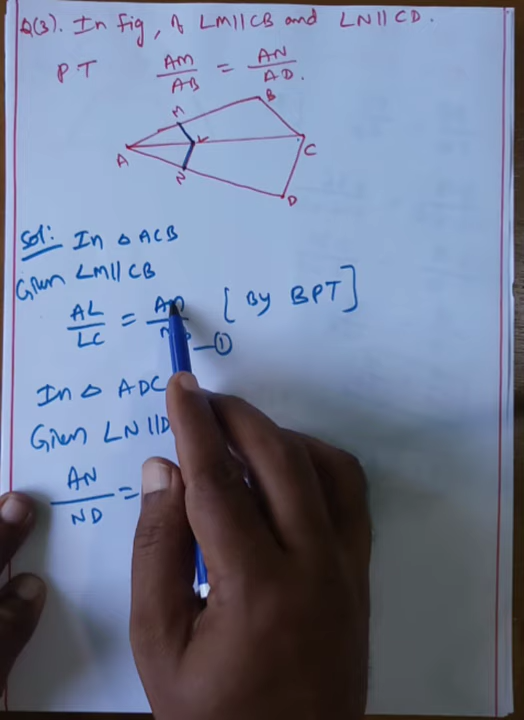 Q(3). In fig, if LM||CB and LN||CD.
PT AM/AB = AN/AD.
M
B
A
L
C
N
D
Sol: In △ ACB
Given LM||CB
AL/LC = AM/ [By BPT]
—①
In △ ADC
Given LN||D
AN/ND =